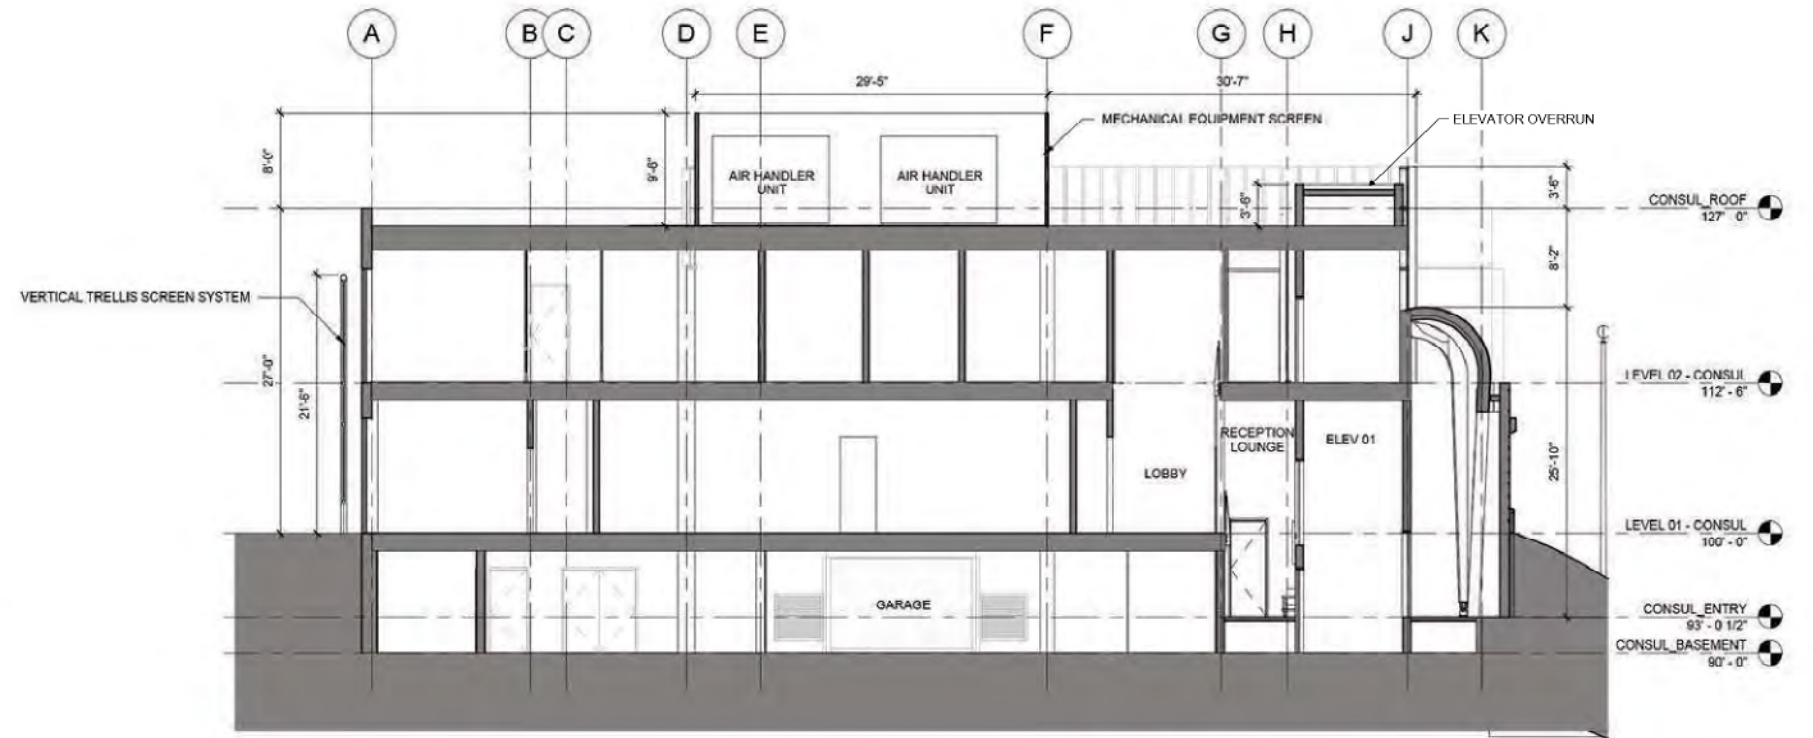 A
B
C
D
E
F
G
H
J
K
29'-5"
30'-7"
MECHANICAL EQUIPMENT SCREEN
ELEVATOR OVERRUN
8'-0"
9'-6"
AIR HANDLER
UNIT
AIR HANDLER
UNIT
3'-6"
3'-6"
CONSUL_ROOF
127' 0"
8'-2"
VERTICAL TRELLIS SCREEN SYSTEM
27'-0"
21'-6"
LEVEL 02 - CONSUL
112' - 6"
RECEPTION
LOUNGE
ELEV 01
LOBBY
25'-10"
LEVEL 01 - CONSUL
100' - 0"
GARAGE
CONSUL_ENTRY
93' - 0 1/2"
CONSUL_BASEMENT
90' - 0"